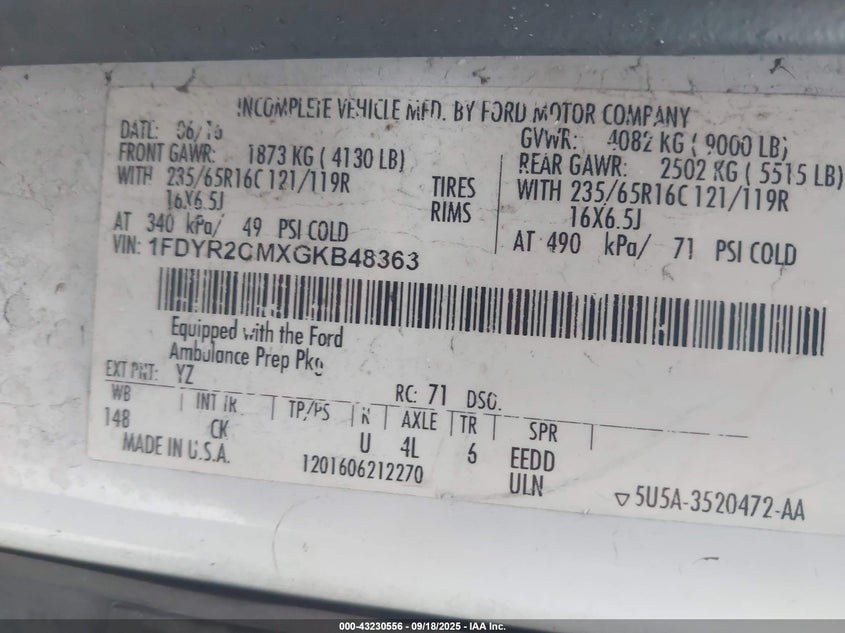 INCOMPLETE VEHICLE MFD. BY FORD MOTOR COMPANY
DATE: 06/16
GVWR: 4082 KG ( 9000 LB)
FRONT GAWR: 1873 KG ( 4130 LB)
REAR GAWR: 2502 KG ( 5515 LB)
WITH 235/65R16C 121/119R
TIRES
WITH 235/65R16C 121/119R
16X6.5J
RIMS
16X6.5J
AT 340 kPa/ 49 PSI COLD
AT 490 kPa/ 71 PSI COLD
VIN: 1FDYR2CMXGKB48363
Equipped with the Ford
Ambulance Prep Pkg
EXT PNT: YZ
RC: 71 DSO:
WB | INT TR | TP/PS | R | AXLE | TR | SPR |
148 CK U 4L 6 EEDD
ULN
MADE IN U.S.A.
1201606212270
▽ 5U5A-3520472-AA
000-43230556 - 09/18/2025 - IAA Inc.